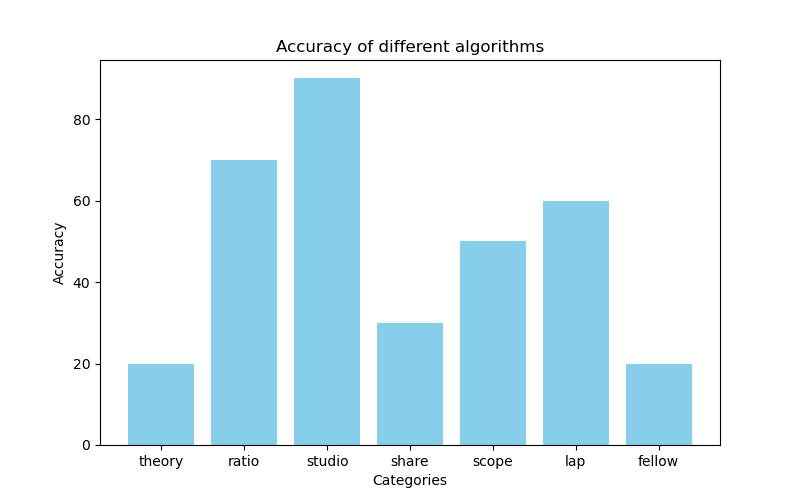 Accuracy of different algorithms
Accuracy
80
60
40
20
0
theory ratio studio share scope lap fellow
Categories